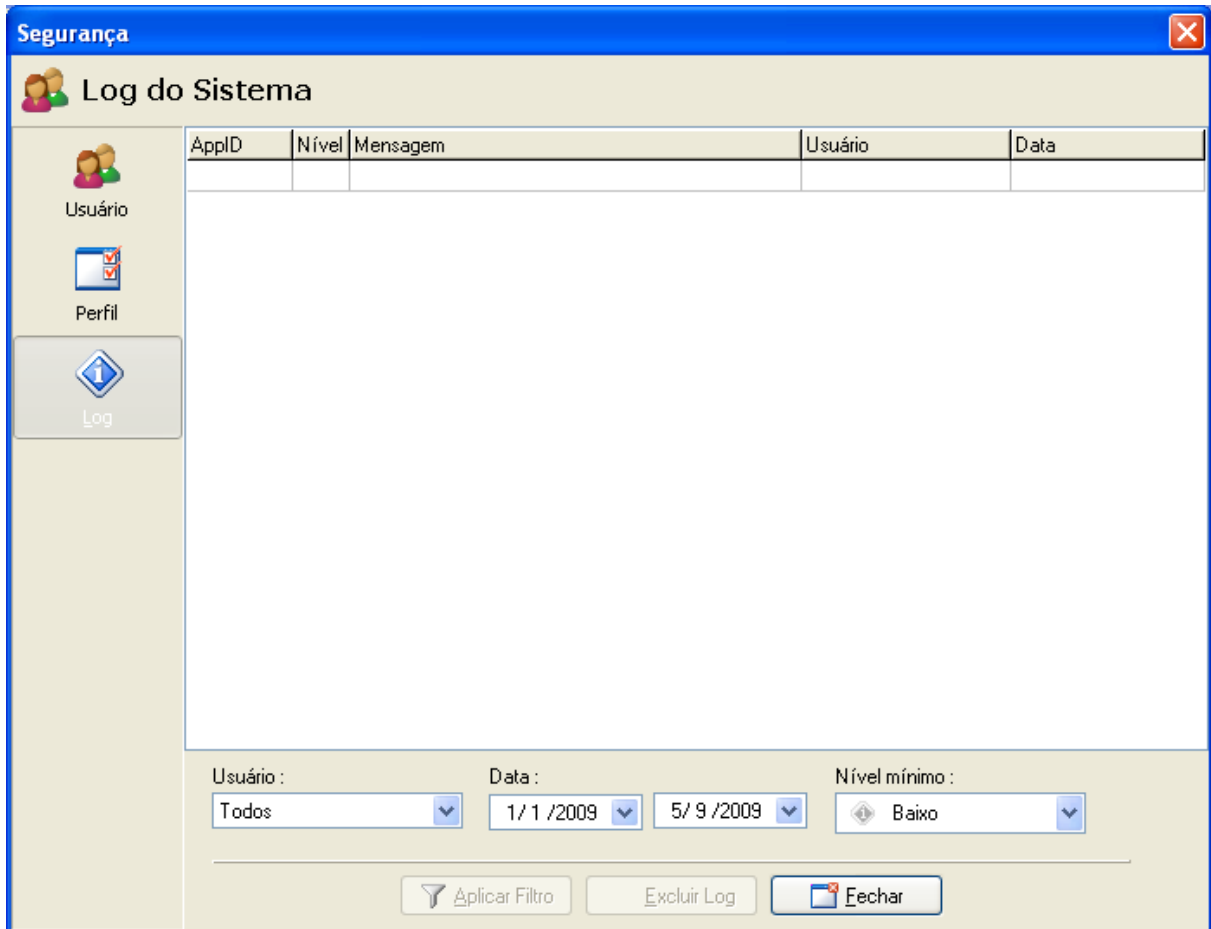 Segurança
Log do Sistema
AppID Nível Mensagem Usuário Data
Usuário
Perfil
Log
Usuário : Data : Nível mínimo :
Todos 1/ 1 /2009 5/ 9 /2009 Baixo
Aplicar Filtro Excluir Log Fechar